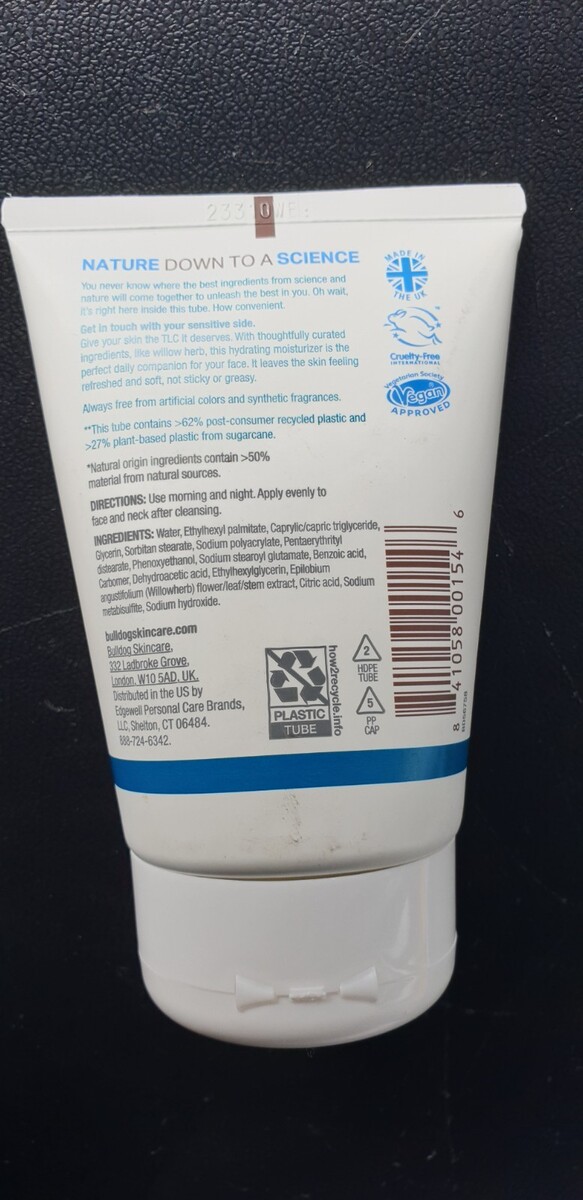 NATURE DOWN TO A SCIENCE
You never know where the best ingredients from science and
nature will come together to unleash the best in you. Oh wait,
it's right here inside this tube. How convenient.
Get in touch with your sensitive side.
Give your skin the TLC it deserves. With thoughtfully curated
ingredients, like willow herb, this hydrating moisturizer is the
perfect daily companion for your face. It leaves the skin feeling
refreshed and soft, not sticky or greasy.
Always free from artificial colors and synthetic fragrances.
**This tube contains >62% post-consumer recycled plastic and
>27% plant-based plastic from sugarcane.
*Natural origin ingredients contain >50%
material from natural sources.
DIRECTIONS: Use morning and night. Apply evenly to
face and neck after cleansing.
INGREDIENTS: Water, Ethylhexyl palmitate, Caprylic/capric triglyceride,
Glycerin, Sorbitan stearate, Sodium polyacrylate, Pentaerythrityl
distearate, Phenoxyethanol, Sodium stearoyl glutamate, Benzoic acid,
Carbomer, Dehydroacetic acid, Ethylhexylglycerin, Epilobium
angustifolium (Willowherb) flower/leaf/stem extract, Citric acid, Sodium
metabisulfite, Sodium hydroxide.
bulldogskincare.com
Bulldog Skincare,
332 Ladbroke Grove,
London, W10 5AD, UK.
Distributed in the US by
Edgewell Personal Care Brands,
LLC, Shelton, CT 06484.
888-724-6342.
MADE IN
THE UK
Cruelty-Free
INTERNATIONAL
Vegetarian Society
Vegan
APPROVED
PLASTIC
TUBE
how2recycle.info
2
HDPE
TUBE
5
PP
CAP
8 41058 00154 6